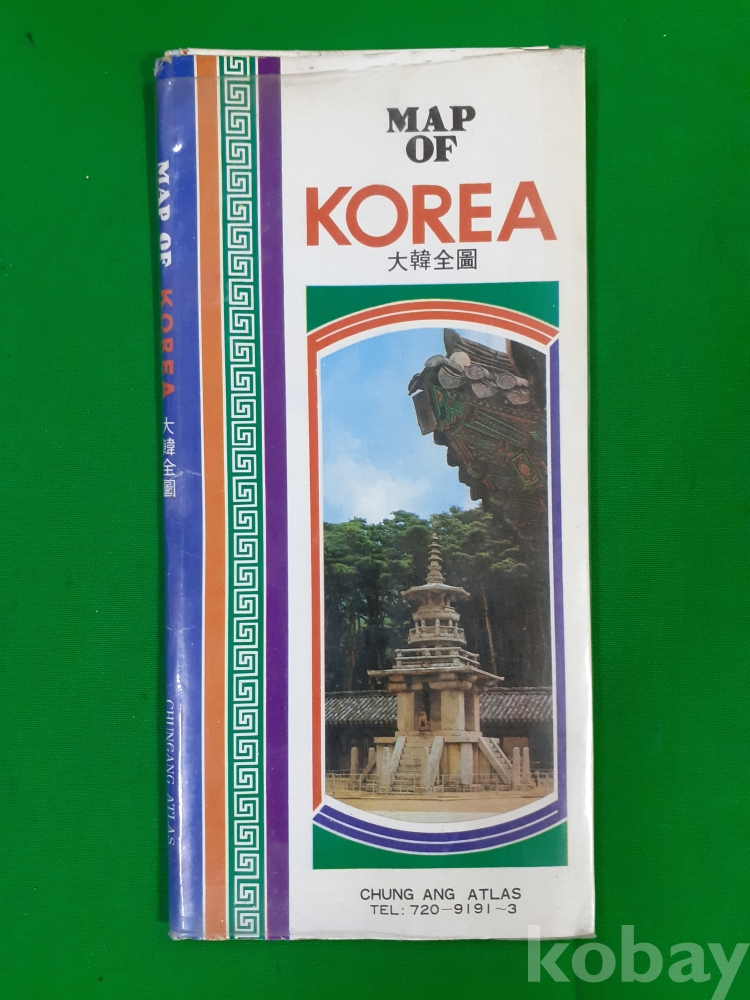 MAP
OF
KOREA
大韓全圖
CHUNG ANG ATLAS
TEL: 720-9191~3
MAP OF KOREA 大韓全圖
CHUNGANG ATLAS
kobay